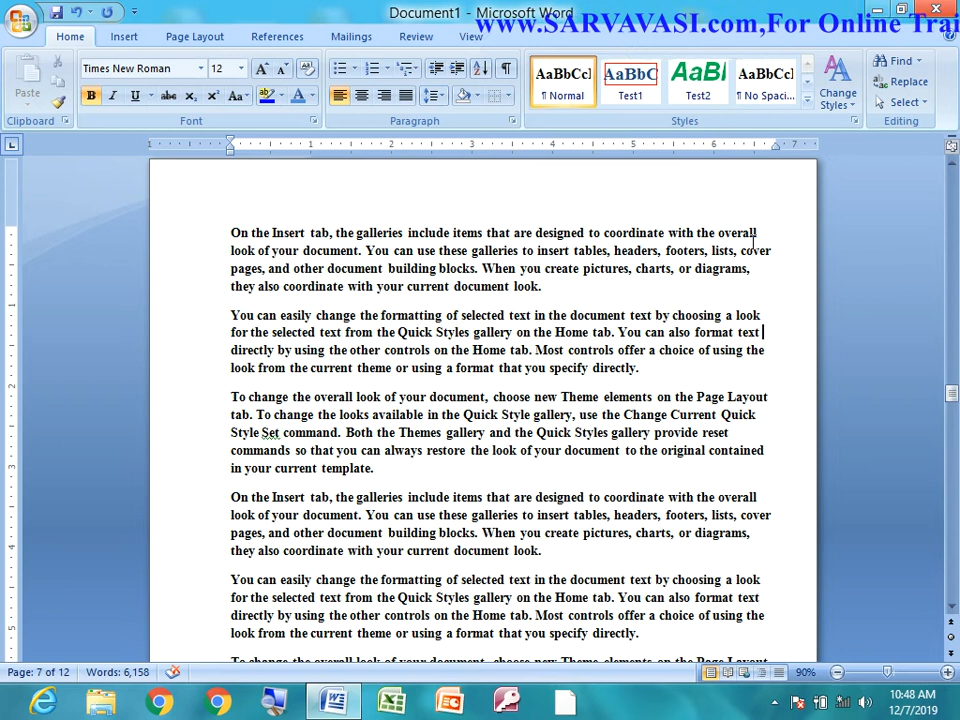 Document1 - Microsoft Word
www.SARVAVASI.com,For Online Trai
Home Insert Page Layout References Mailings Review View
Paste
Times New Roman 12
Clipboard Font Paragraph Styles Editing
AaBbCcI AaBbC AaBbI AaBbCcI
¶ Normal Test1 Test2 ¶ No Spaci...
Change Styles
Find
Replace
Select
On the Insert tab, the galleries include items that are designed to coordinate with the overall
look of your document. You can use these galleries to insert tables, headers, footers, lists, cover
pages, and other document building blocks. When you create pictures, charts, or diagrams,
they also coordinate with your current document look.
You can easily change the formatting of selected text in the document text by choosing a look
for the selected text from the Quick Styles gallery on the Home tab. You can also format text
directly by using the other controls on the Home tab. Most controls offer a choice of using the
look from the current theme or using a format that you specify directly.
To change the overall look of your document, choose new Theme elements on the Page Layout
tab. To change the looks available in the Quick Style gallery, use the Change Current Quick
Style Set command. Both the Themes gallery and the Quick Styles gallery provide reset
commands so that you can always restore the look of your document to the original contained
in your current template.
On the Insert tab, the galleries include items that are designed to coordinate with the overall
look of your document. You can use these galleries to insert tables, headers, footers, lists, cover
pages, and other document building blocks. When you create pictures, charts, or diagrams,
they also coordinate with your current document look.
You can easily change the formatting of selected text in the document text by choosing a look
for the selected text from the Quick Styles gallery on the Home tab. You can also format text
directly by using the other controls on the Home tab. Most controls offer a choice of using the
look from the current theme or using a format that you specify directly.
To change the overall look of your document, choose new Theme elements on the Page Layout
Page: 7 of 12 Words: 6,158 90%
10:48 AM
12/7/2019